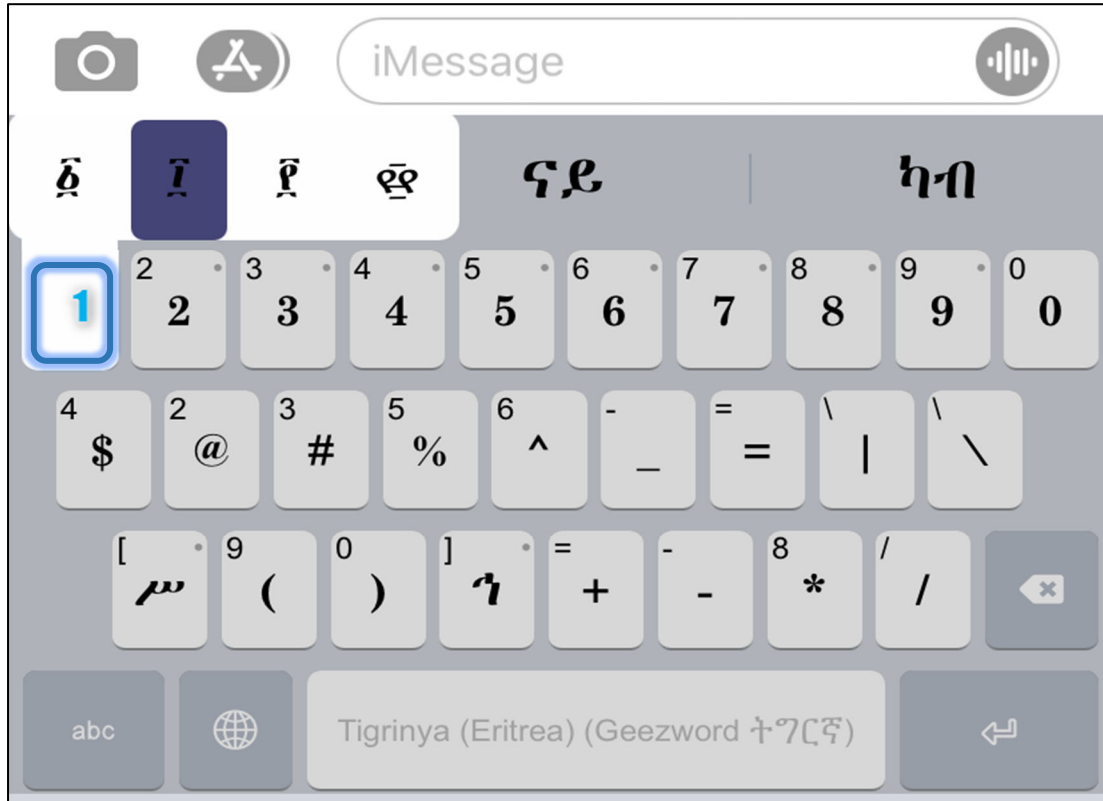 iMessage
፩ ፲ ፻ ፼ ናይ ካብ
1 2 2 3 3 4 4 5 5 6 6 7 7 8 8 9 9 0 0
4 $ 2 @ 3 # 5 % 6 ^ - _ = = \ | \ \
[ ሥ 9 ( 0 ) ] ኅ = + - - 8 * / /
abc Tigrinya (Eritrea) (Geezword ትግርኛ)